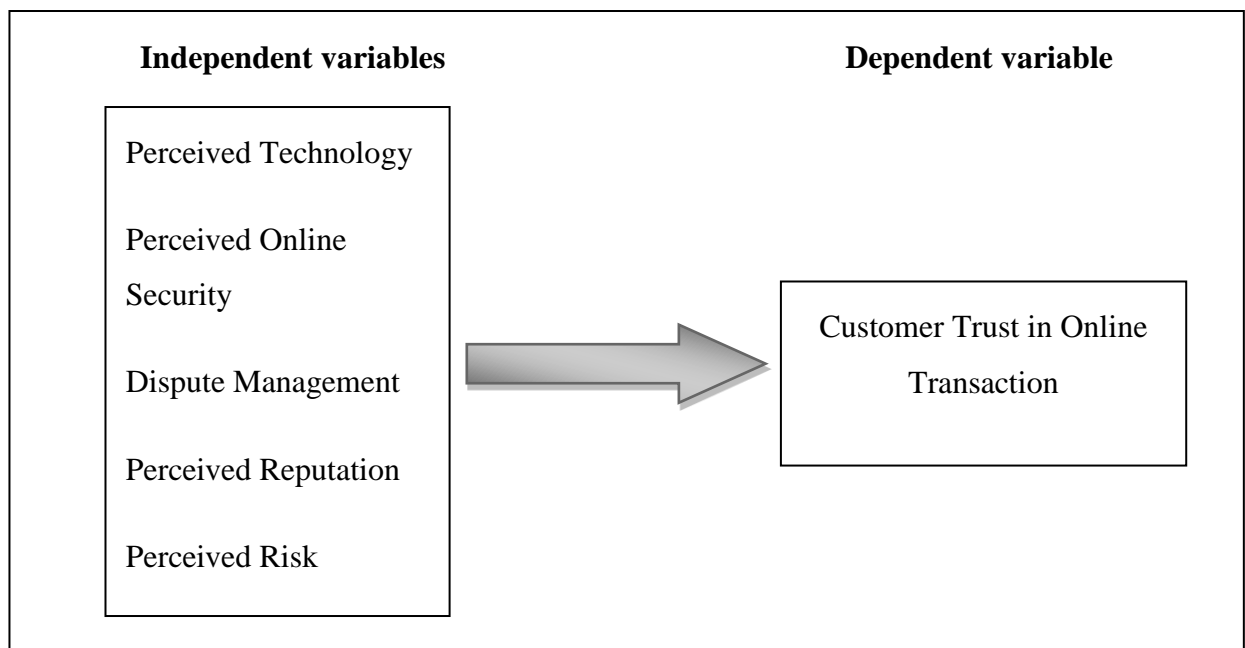 Independent variables
Perceived Technology
Perceived Online
Security
Dispute Management
Perceived Reputation
Perceived Risk
Dependent variable
Customer Trust in Online
Transaction